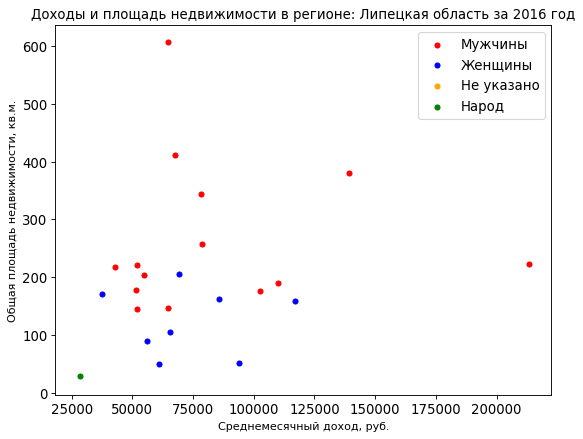 Доходы и площадь недвижимости в регионе: Липецкая область за 2016 год
Мужчины
Женщины
Не указано
Народ
Общая площадь недвижимости, кв.м.
600
500
400
300
200
100
0
25000 50000 75000 100000 125000 150000 175000 200000
Среднемесячный доход, руб.